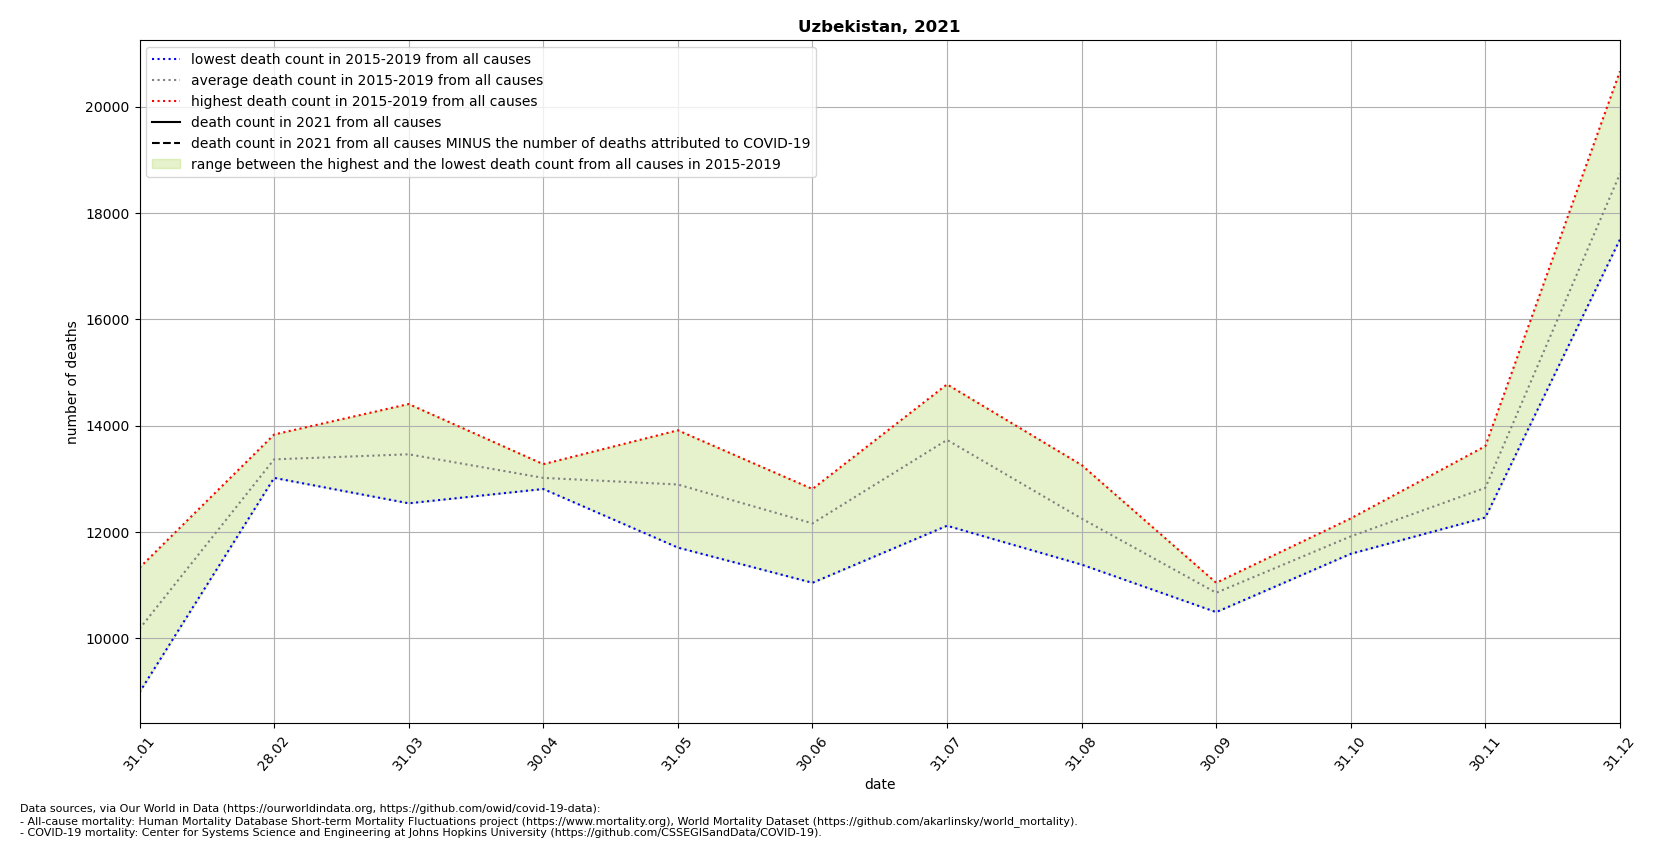 Uzbekistan, 2021
lowest death count in 2015-2019 from all causes
average death count in 2015-2019 from all causes
highest death count in 2015-2019 from all causes
death count in 2021 from all causes
death count in 2021 from all causes MINUS the number of deaths attributed to COVID-19
range between the highest and the lowest death count from all causes in 2015-2019
20000
18000
16000
14000
12000
10000
number of deaths
31.01
28.02
31.03
30.04
31.05
30.06
31.07
31.08
30.09
31.10
30.11
31.12
date
Data sources, via Our World in Data (https://ourworldindata.org, https://github.com/owid/covid-19-data):
- All-cause mortality: Human Mortality Database Short-term Mortality Fluctuations project (https://www.mortality.org), World Mortality Dataset (https://github.com/akarlinsky/world_mortality).
- COVID-19 mortality: Center for Systems Science and Engineering at Johns Hopkins University (https://github.com/CSSEGISandData/COVID-19).